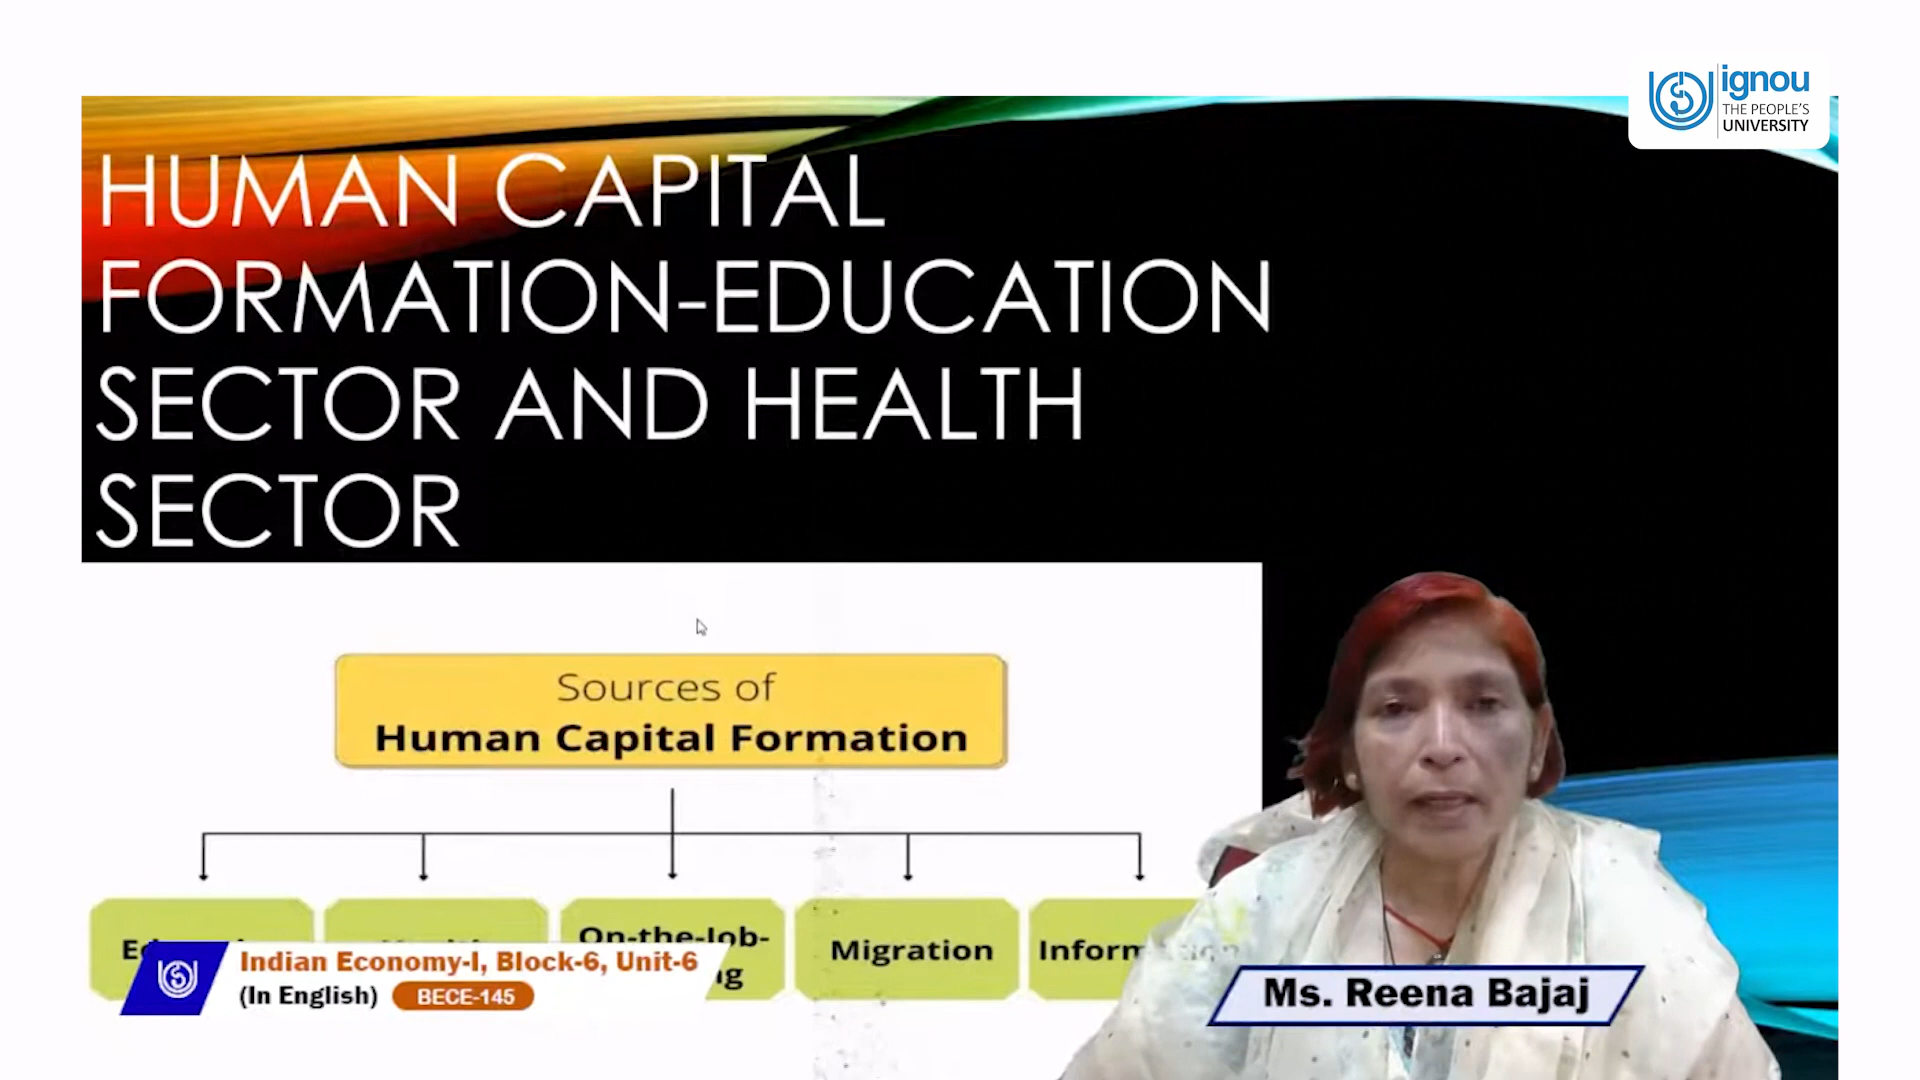 ignou
THE PEOPLE'S
UNIVERSITY
HUMAN CAPITAL
FORMATION-EDUCATION
SECTOR AND HEALTH
SECTOR
Sources of
Human Capital Formation
On-the-Job-
Migration
Information
Indian Economy-I, Block-6, Unit-6
(In English) BECE-145
Ms. Reena Bajaj